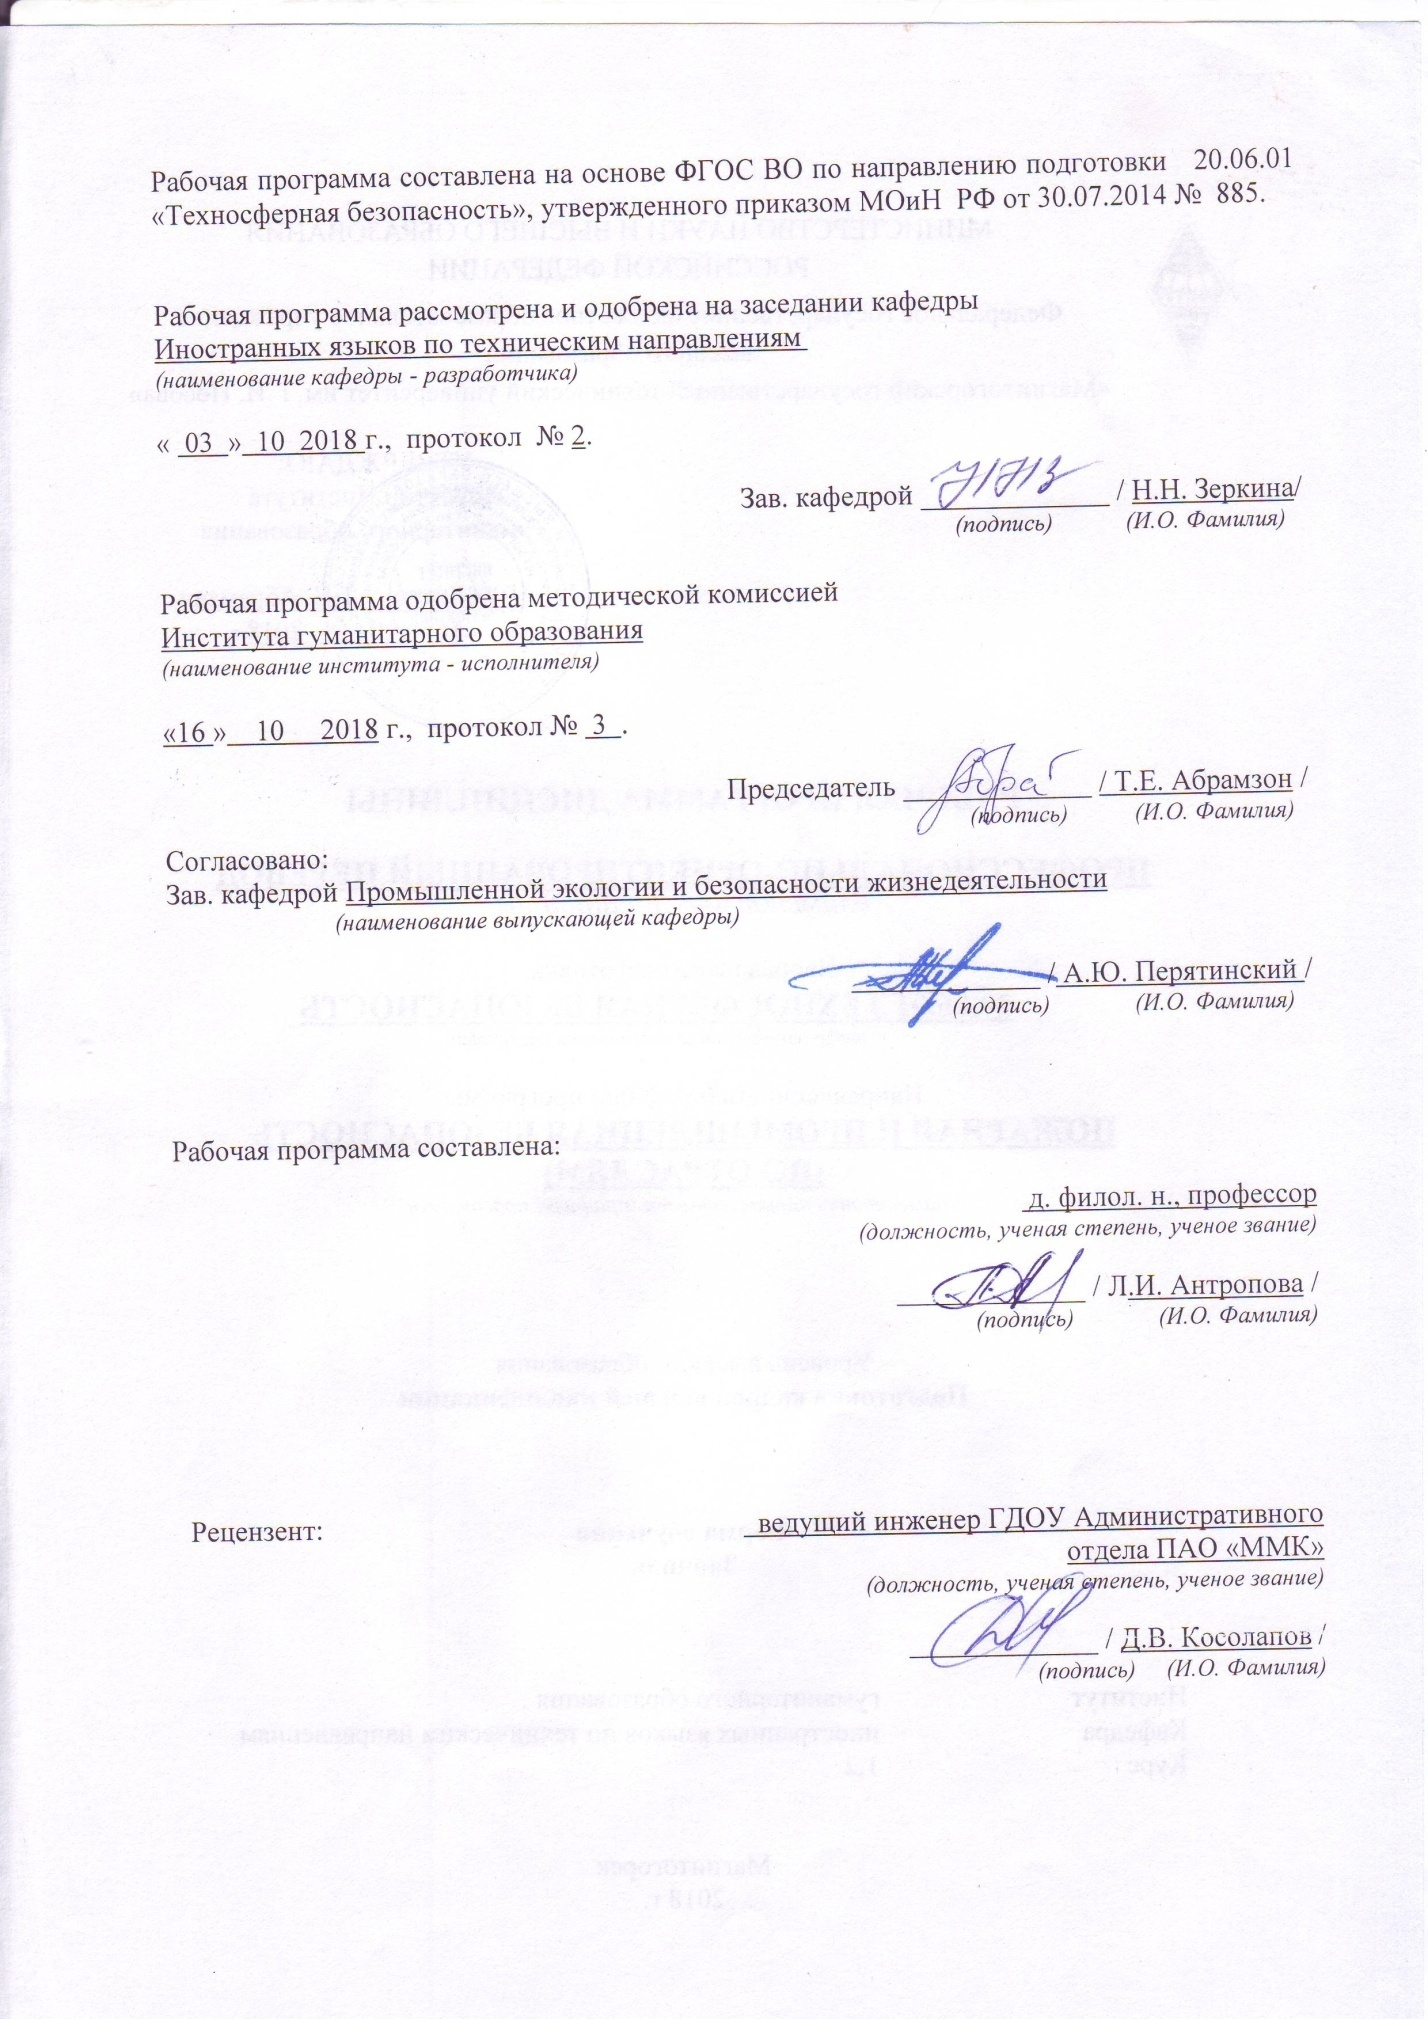 Рабочая программа составлена на основе ФГОС ВО по направлению подготовки 20.06.01
«Техносферная безопасность», утвержденного приказом МОиН РФ от 30.07.2014 № 885.
Рабочая программа рассмотрена и одобрена на заседании кафедры
Иностранных языков по техническим направлениям
(наименование кафедры - разработчика)
« 03 » 10 2018 г., протокол № 2.
Зав. кафедрой / Н.Н. Зеркина/
(подпись) (И.О. Фамилия)
Рабочая программа одобрена методической комиссией
Института гуманитарного образования
(наименование института - исполнителя)
«16 » 10 2018 г., протокол № 3 .
Председатель / Т.Е. Абрамзон /
(подпись) (И.О. Фамилия)
Согласовано:
Зав. кафедрой Промышленной экологии и безопасности жизнедеятельности
(наименование выпускающей кафедры)
/ А.Ю. Перятинский /
(подпись) (И.О. Фамилия)
Рабочая программа составлена:
д. филол. н., профессор
(должность, ученая степень, ученое звание)
/ Л.И. Антропова /
(подпись) (И.О. Фамилия)
Рецензент: ведущий инженер ГДОУ Административного
отдела ПАО «ММК»
(должность, ученая степень, ученое звание)
/ Д.В. Косолапов /
(подпись) (И.О. Фамилия)